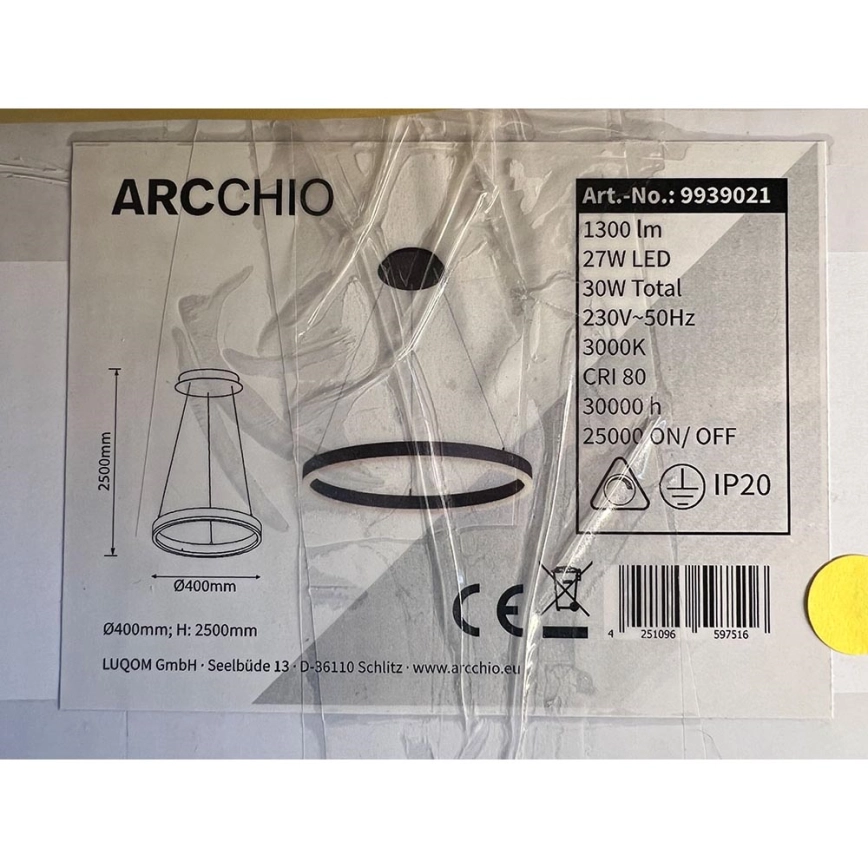 ARCCHIO
Art.-No.: 9939021
1300 lm
27W LED
30W Total
230V~50Hz
3000K
CRI 80
30000 h
25000 ON/ OFF
IP20
2500mm
Ø400mm
Ø400mm; H: 2500mm
LUQOM GmbH · Seelbüde 13 · D-36110 Schlitz · www.arcchio.eu
CE
4 251096 597516